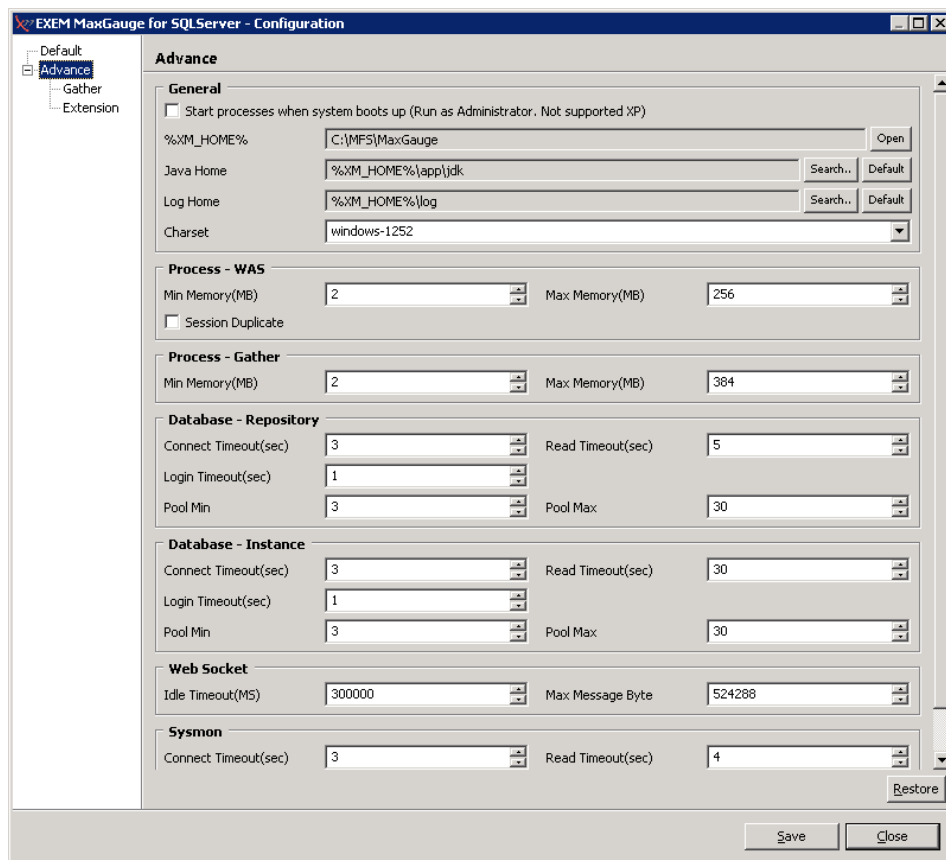 EXEM MaxGauge for SQLServer - Configuration
Default
Advance
Gather
Extension
Advance
General
Start processes when system boots up (Run as Administrator. Not supported XP)
%XM_HOME% C:\MFS\MaxGauge Open
Java Home %XM_HOME%\app\jdk Search.. Default
Log Home %XM_HOME%\log Search.. Default
Charset windows-1252
Process - WAS
Min Memory(MB) 2 Max Memory(MB) 256
Session Duplicate
Process - Gather
Min Memory(MB) 2 Max Memory(MB) 384
Database - Repository
Connect Timeout(sec) 3 Read Timeout(sec) 5
Login Timeout(sec) 1
Pool Min 3 Pool Max 30
Database - Instance
Connect Timeout(sec) 3 Read Timeout(sec) 30
Login Timeout(sec) 1
Pool Min 3 Pool Max 30
Web Socket
Idle Timeout(MS) 300000 Max Message Byte 524288
Sysmon
Connect Timeout(sec) 3 Read Timeout(sec) 4
Restore
Save Close